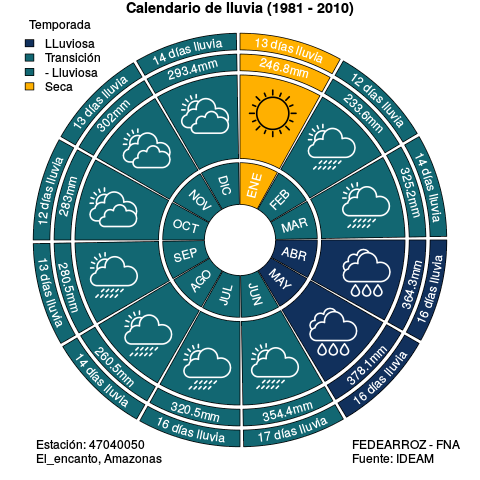 Calendario de lluvia (1981 - 2010)
Temporada
LLuviosa
Transición
- Lluviosa
Seca
13 días lluvia
246.8mm
ENE
12 días lluvia
233.6mm
FEB
14 días lluvia
325.2mm
MAR
16 días lluvia
364.3mm
ABR
16 días lluvia
378.1mm
MAY
17 días lluvia
354.4mm
JUN
16 días lluvia
320.5mm
JUL
14 días lluvia
260.5mm
AGO
13 días lluvia
280.5mm
SEP
12 días lluvia
283mm
OCT
13 días lluvia
302mm
NOV
14 días lluvia
293.4mm
DIC
Estación: 47040050
El_encanto, Amazonas
FEDEARROZ - FNA
Fuente: IDEAM